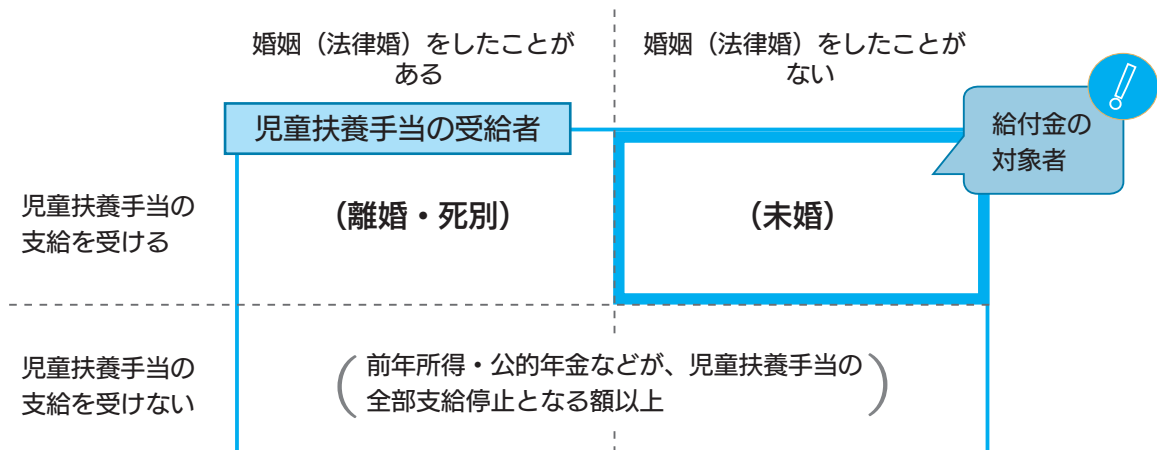 婚姻（法律婚）をしたことが
ある
婚姻（法律婚）をしたことが
ない
児童扶養手当の受給者
給付金の
対象者
児童扶養手当の
支給を受ける
（離婚・死別）
（未婚）
児童扶養手当の
支給を受けない
前年所得・公的年金などが、児童扶養手当の
全部支給停止となる額以上